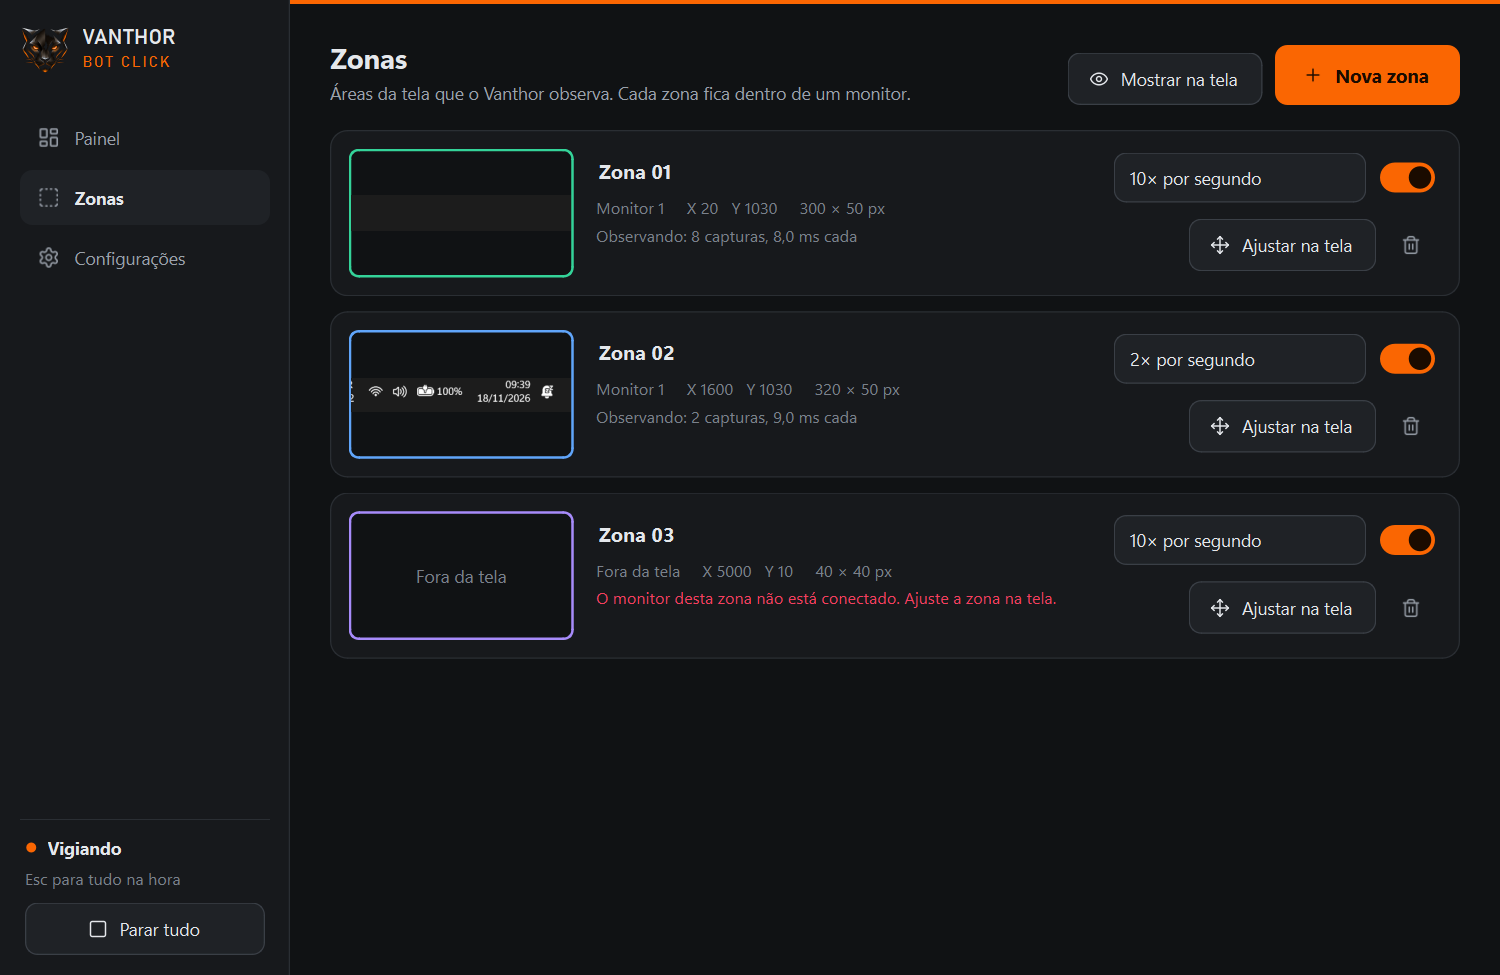 VANTHOR
BOT CLICK
Painel
Zonas
Configurações
Vigiando
Esc para tudo na hora
Parar tudo
Zonas
Áreas da tela que o Vanthor observa. Cada zona fica dentro de um monitor.
Mostrar na tela
+ Nova zona
Zona 01
Monitor 1 X 20 Y 1030 300 × 50 px
Observando: 8 capturas, 8,0 ms cada
10× por segundo
Ajustar na tela
100%
09:39
18/11/2026
Zona 02
Monitor 1 X 1600 Y 1030 320 × 50 px
Observando: 2 capturas, 9,0 ms cada
2× por segundo
Ajustar na tela
Fora da tela
Zona 03
Fora da tela X 5000 Y 10 40 × 40 px
O monitor desta zona não está conectado. Ajuste a zona na tela.
10× por segundo
Ajustar na tela